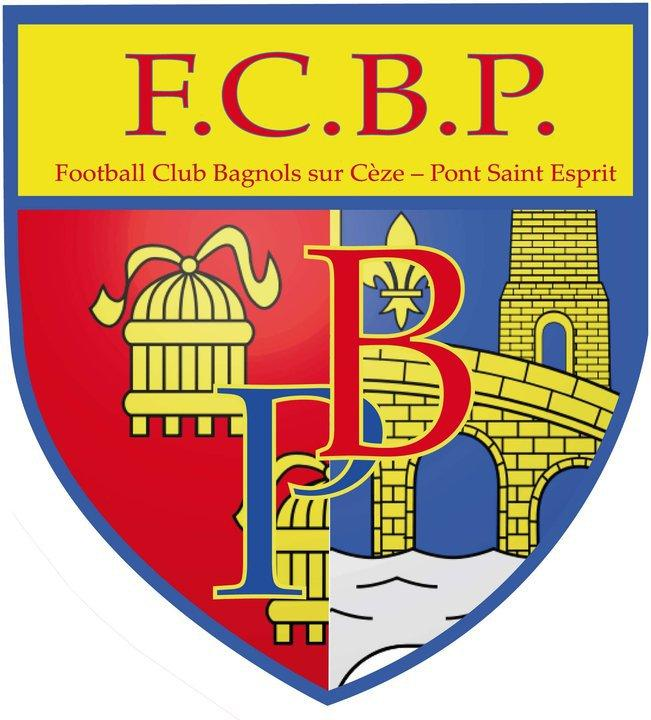 F.C.B.P.
Football Club Bagnols sur Cèze – Pont Saint Esprit
B
P